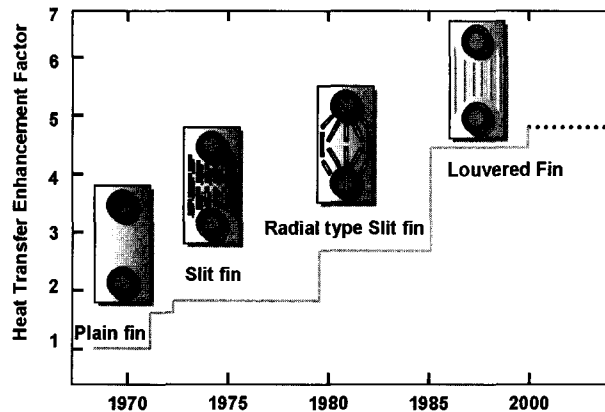 Heat Transfer Enhancement Factor
7
6
5
4
3
2
1
Plain fin
Slit fin
Radial type Slit fin
Louvered Fin
1970
1975
1980
1985
2000